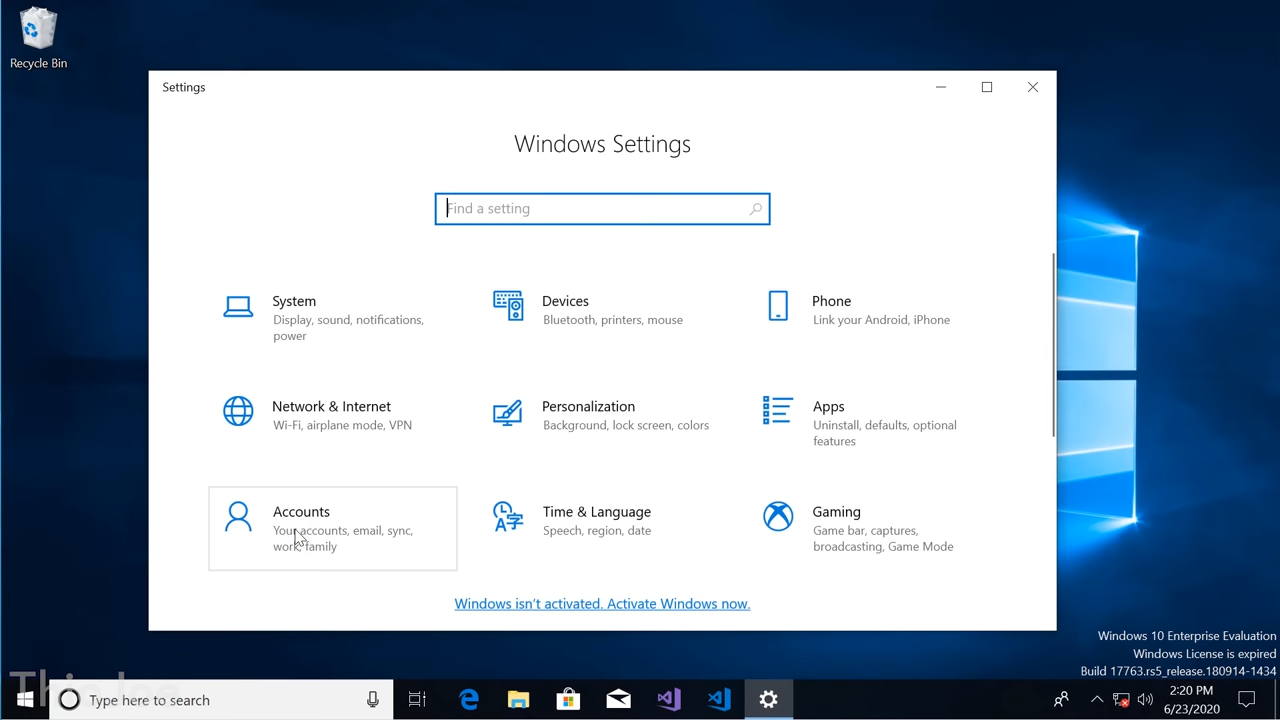 Recycle Bin
Settings
Windows Settings
Find a setting
System
Display, sound, notifications,
power
Devices
Bluetooth, printers, mouse
Phone
Link your Android, iPhone
Network & Internet
Wi-Fi, airplane mode, VPN
Personalization
Background, lock screen, colors
Apps
Uninstall, defaults, optional
features
Accounts
Your accounts, email, sync,
work, family
Time & Language
Speech, region, date
Gaming
Game bar, captures,
broadcasting, Game Mode
Windows isn't activated. Activate Windows now.
Windows 10 Enterprise Evaluation
Windows License is expired
Build 17763.rs5_release.180914-1434
Type here to search
2:20 PM
6/23/2020